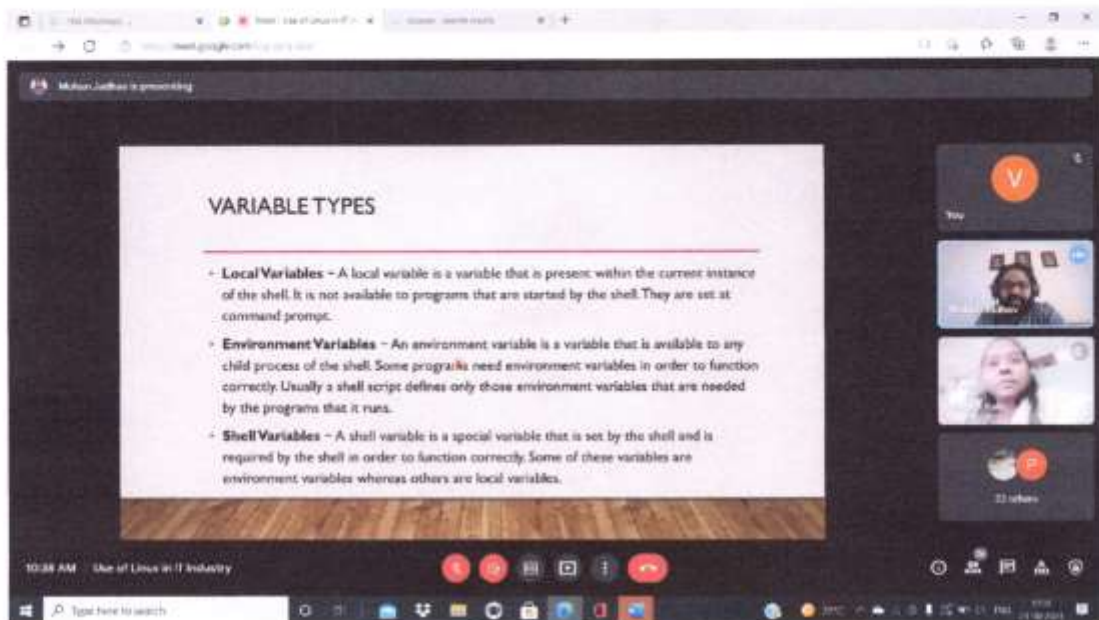 meet.google.com
Mohan Jadhav is presenting
VARIABLE TYPES
Local Variables – A local variable is a variable that is present within the current instance
of the shell. It is not available to programs that are started by the shell. They are set at
command prompt.
Environment Variables – An environment variable is a variable that is available to any
child process of the shell. Some programs need environment variables in order to function
correctly. Usually a shell script defines only those environment variables that are needed
by the programs that it runs.
Shell Variables – A shell variable is a special variable that is set by the shell and is
required by the shell in order to function correctly. Some of these variables are
environment variables whereas others are local variables.
V
You
P
22 others
10:38 AM Use of Linux in IT Industry
Type here to search